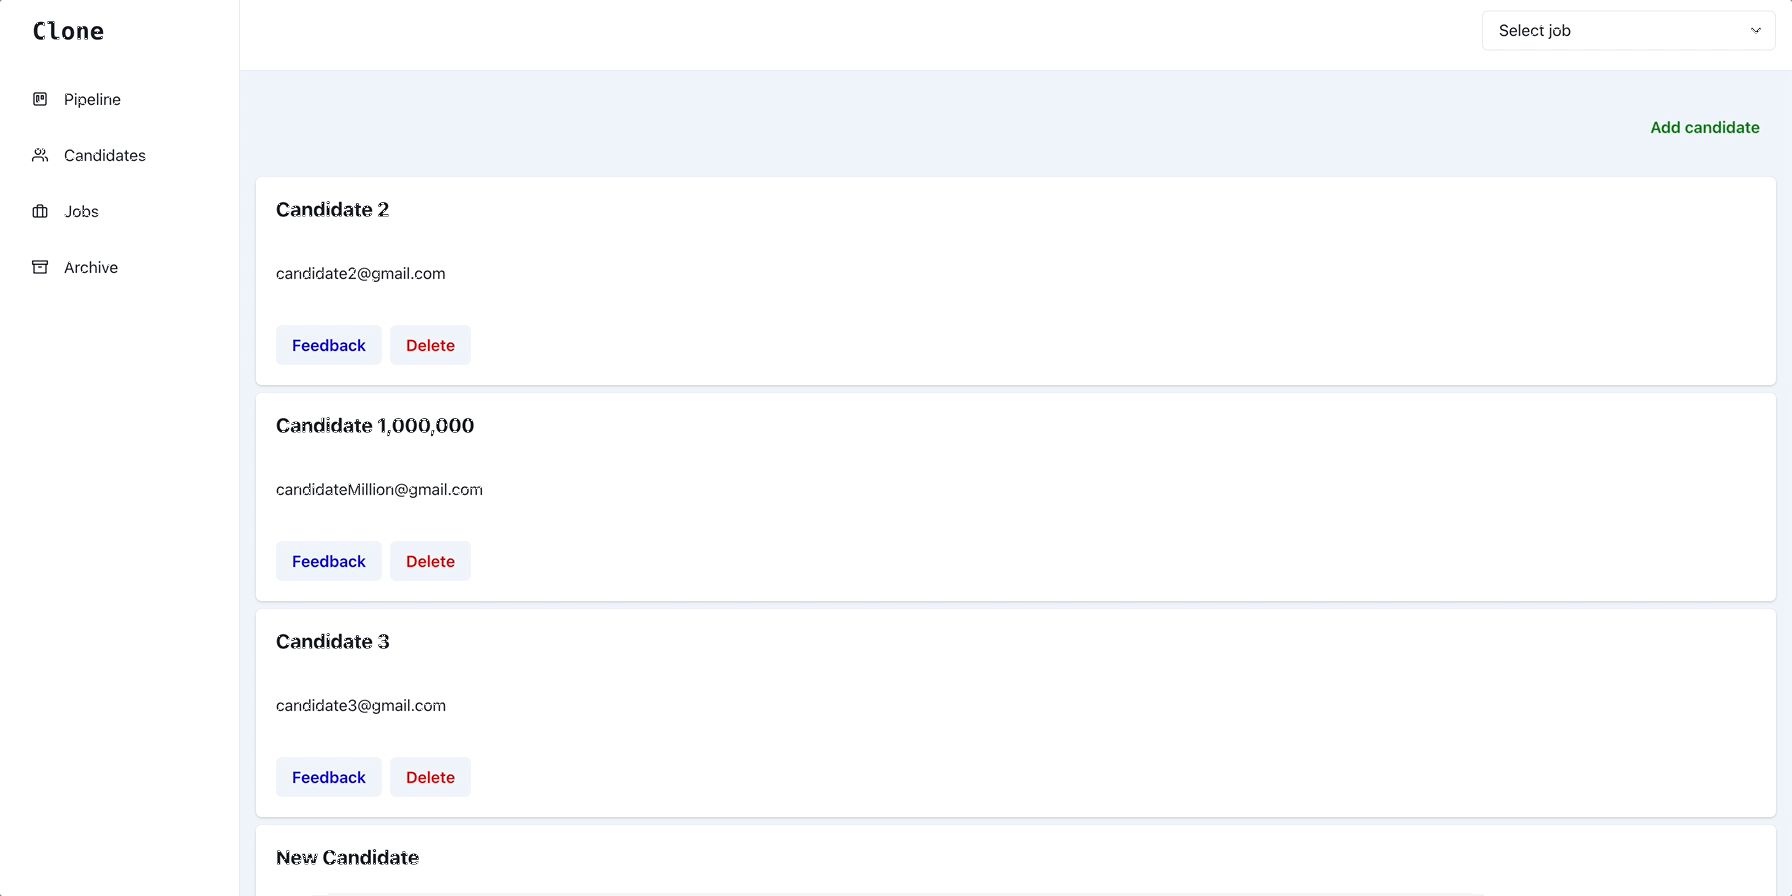 Clone
Select job
Pipeline
Candidates
Jobs
Archive
Add candidate
Candidate 2
candidate2@gmail.com
Feedback Delete
Candidate 1,000,000
candidateMillion@gmail.com
Feedback Delete
Candidate 3
candidate3@gmail.com
Feedback Delete
New Candidate